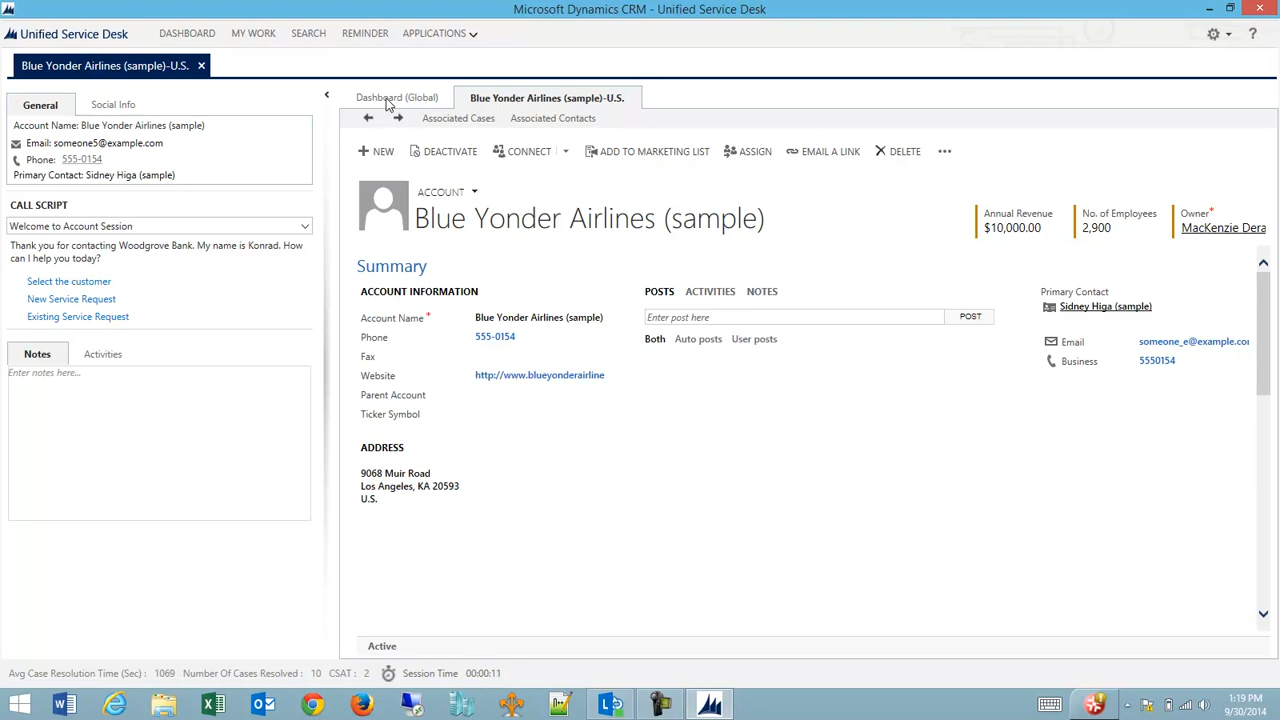 Microsoft Dynamics CRM - Unified Service Desk
Unified Service Desk
DASHBOARD MY WORK SEARCH REMINDER APPLICATIONS
?
Blue Yonder Airlines (sample)-U.S.
General Social Info
Account Name: Blue Yonder Airlines (sample)
Email: someone5@example.com
Phone: 555-0154
Primary Contact: Sidney Higa (sample)
CALL SCRIPT
Welcome to Account Session
Thank you for contacting Woodgrove Bank. My name is Konrad. How
can I help you today?
Select the customer
New Service Request
Existing Service Request
Notes Activities
Enter notes here...
Dashboard (Global) Blue Yonder Airlines (sample)-U.S.
Associated Cases Associated Contacts
NEW DEACTIVATE CONNECT ADD TO MARKETING LIST ASSIGN EMAIL A LINK DELETE
ACCOUNT
Blue Yonder Airlines (sample)
Annual Revenue
$10,000.00
No. of Employees
2,900
Owner*
MacKenzie Dera
Summary
ACCOUNT INFORMATION
Account Name * Blue Yonder Airlines (sample)
Phone 555-0154
Fax
Website http://www.blueyonderairline
Parent Account
Ticker Symbol
ADDRESS
9068 Muir Road
Los Angeles, KA 20593
U.S.
POSTS ACTIVITIES NOTES
Enter post here POST
Both Auto posts User posts
Primary Contact
Sidney Higa (sample)
Email someone_e@example.cor
Business 5550154
Active
Avg Case Resolution Time (Sec) : 1069 Number Of Cases Resolved : 10 CSAT : 2 Session Time 00:00:11
1:19 PM
9/30/2014